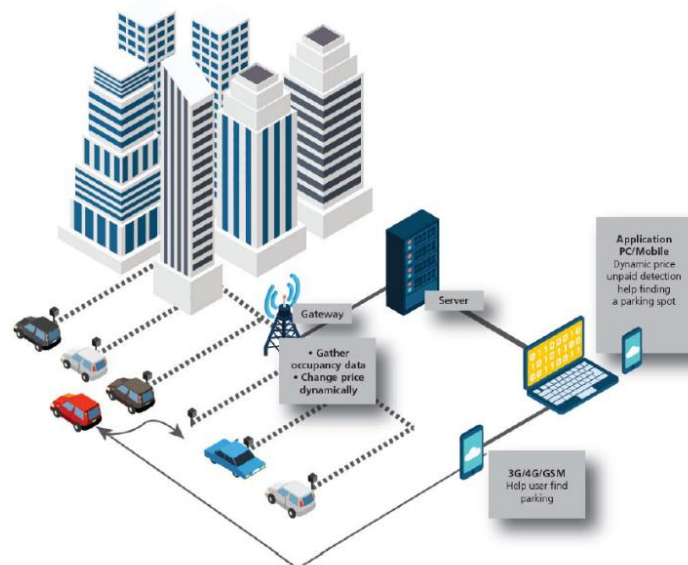 Gateway
• Gather
occupancy data
• Change price
dynamically
Server
Application
PC/Mobile
Dynamic price
unpaid detection
help finding
a parking spot
3G/4G/GSM
Help user find
parking